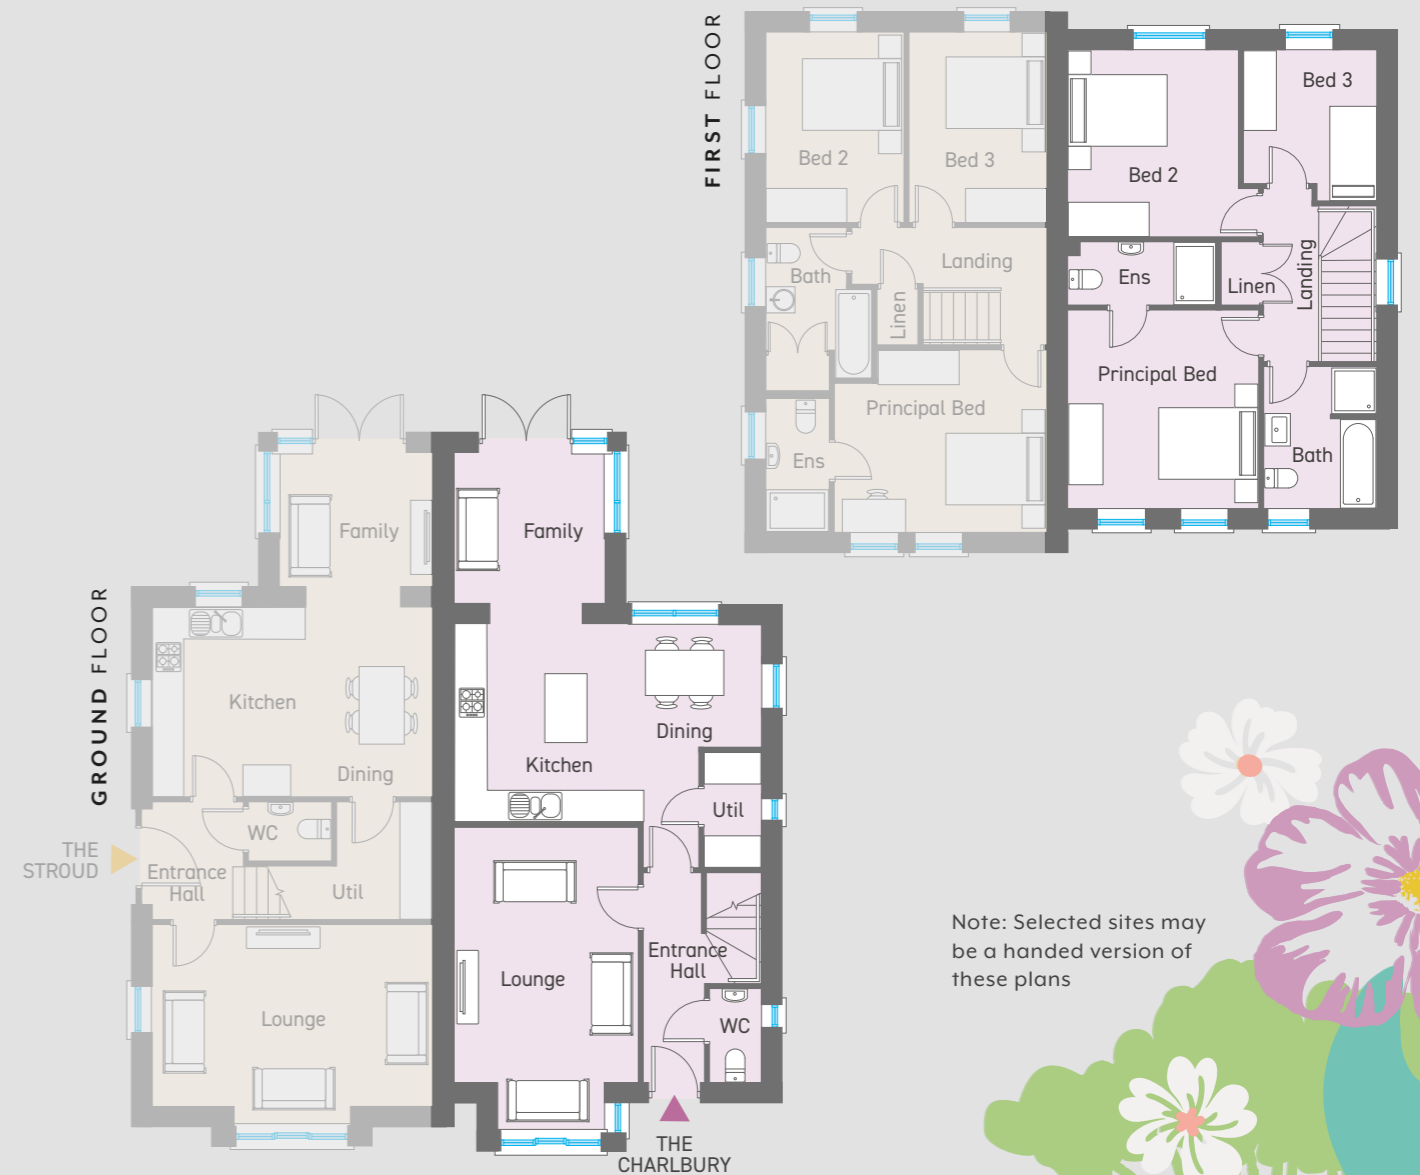 FIRST FLOOR
Bed 2
Bed 3
Bath
Landing
Linen
Principal Bed
Ens
Bed 3
Bed 2
Ens
Linen
Landing
Principal Bed
Bath
GROUND FLOOR
Family
Kitchen
Dining
WC
THE
STROUD
Entrance
Hall
Util
Lounge
Family
Dining
Kitchen
Util
Entrance
Hall
Lounge
WC
THE
CHARLBURY
Note: Selected sites may
be a handed version of
these plans